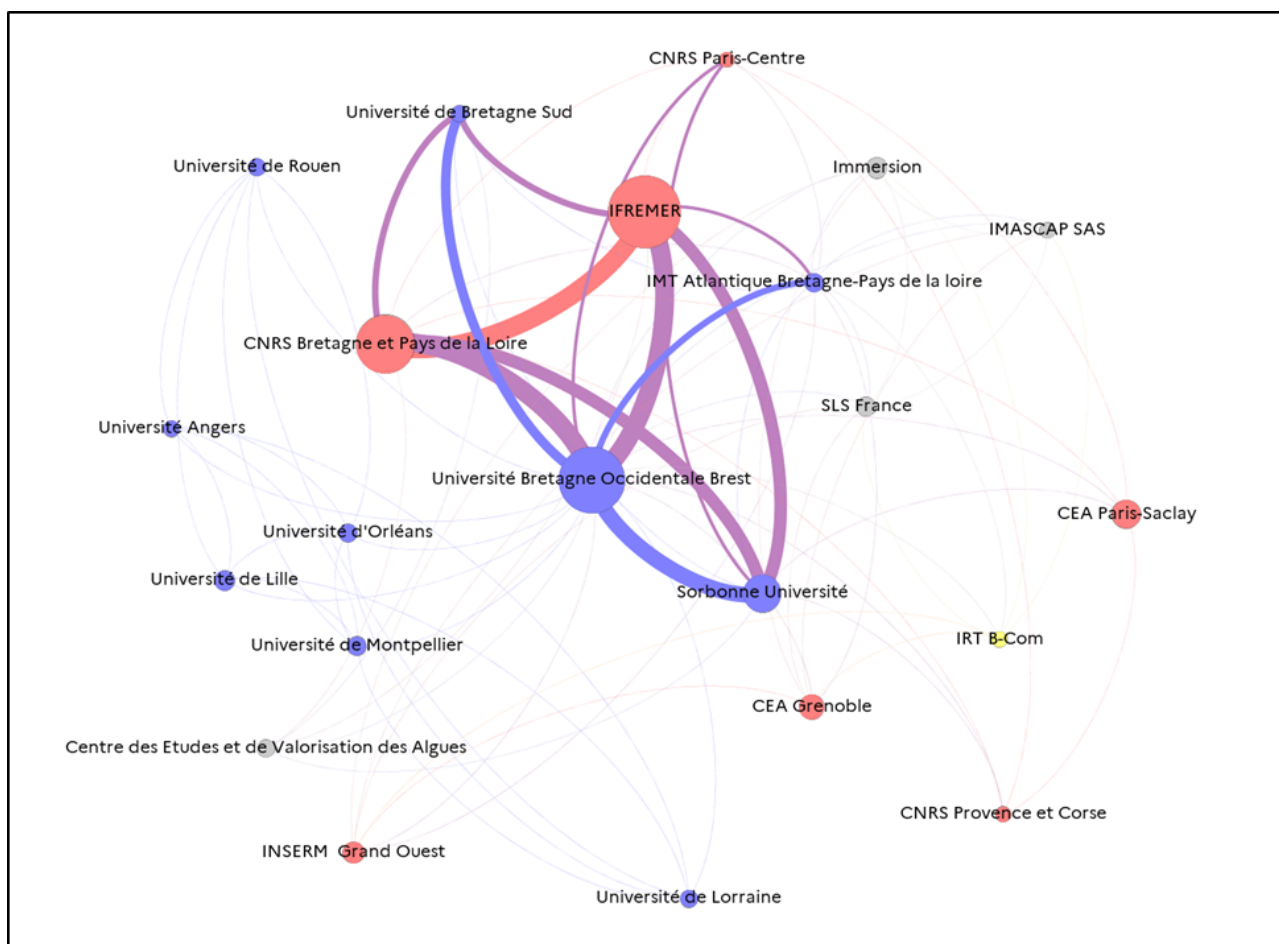 CNRS Paris-Centre
Université de Bretagne Sud
Université de Rouen
Immersion
IFREMER
IMASCAP SAS
IMT Atlantique Bretagne-Pays de la loire
CNRS Bretagne et Pays de la Loire
SLS France
Université Angers
Université Bretagne Occidentale Brest
CEA Paris-Saclay
Université d'Orléans
Université de Lille
Sorbonne Université
IRT B-Com
Université de Montpellier
CEA Grenoble
Centre des Etudes et de Valorisation des Algues
CNRS Provence et Corse
INSERM  Grand Ouest
Université de Lorraine